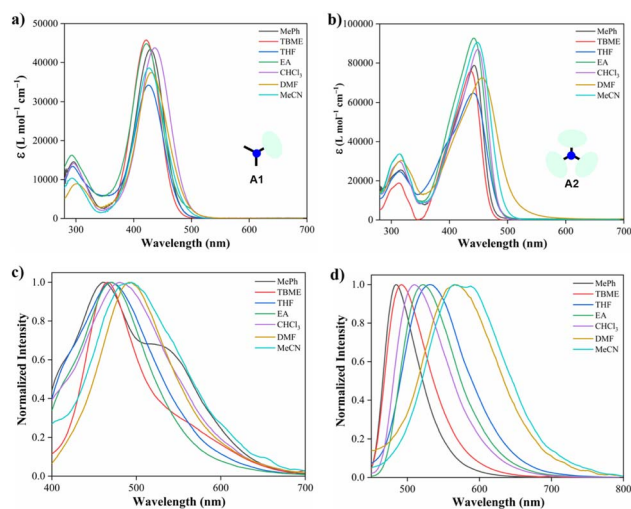 a)
ε (L mol⁻¹ cm⁻¹)
50000
40000
30000
20000
10000
0
300
400
500
600
700
Wavelength (nm)
MePh
TBME
THF
EA
CHCl₃
DMF
MeCN
A1
b)
ε (L mol⁻¹ cm⁻¹)
100000
80000
60000
40000
20000
0
300
400
500
600
700
Wavelength (nm)
MePh
TBME
THF
EA
CHCl₃
DMF
MeCN
A2
c)
Normalized Intensity
1.0
0.8
0.6
0.4
0.2
0.0
400
500
600
700
Wavelength (nm)
MePh
TBME
THF
EA
CHCl₃
DMF
MeCN
d)
Normalized Intensity
1.0
0.8
0.6
0.4
0.2
0.0
500
600
700
800
Wavelength (nm)
MePh
TBME
THF
EA
CHCl₃
DMF
MeCN